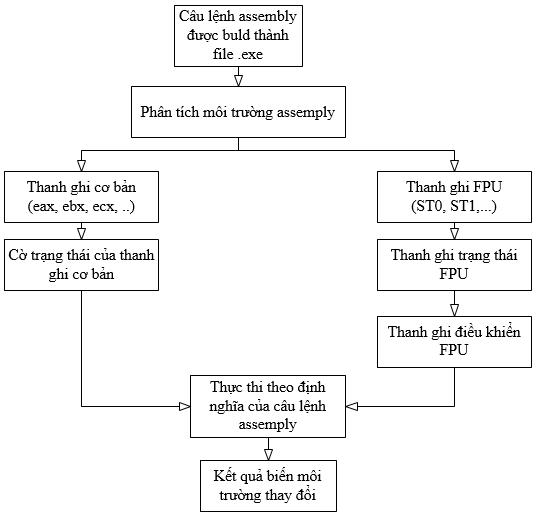 Câu lệnh assembly
được buld thành
file .exe
Phân tích môi trường assemply
Thanh ghi cơ bản
(eax, ebx, ecx, ..)
Thanh ghi FPU
(ST0, ST1,...)
Cờ trạng thái của thanh
ghi cơ bản
Thanh ghi trạng thái
FPU
Thanh ghi điều khiển
FPU
Thực thi theo định
nghĩa của câu lệnh
assemply
Kết quả biến môi
trường thay đổi